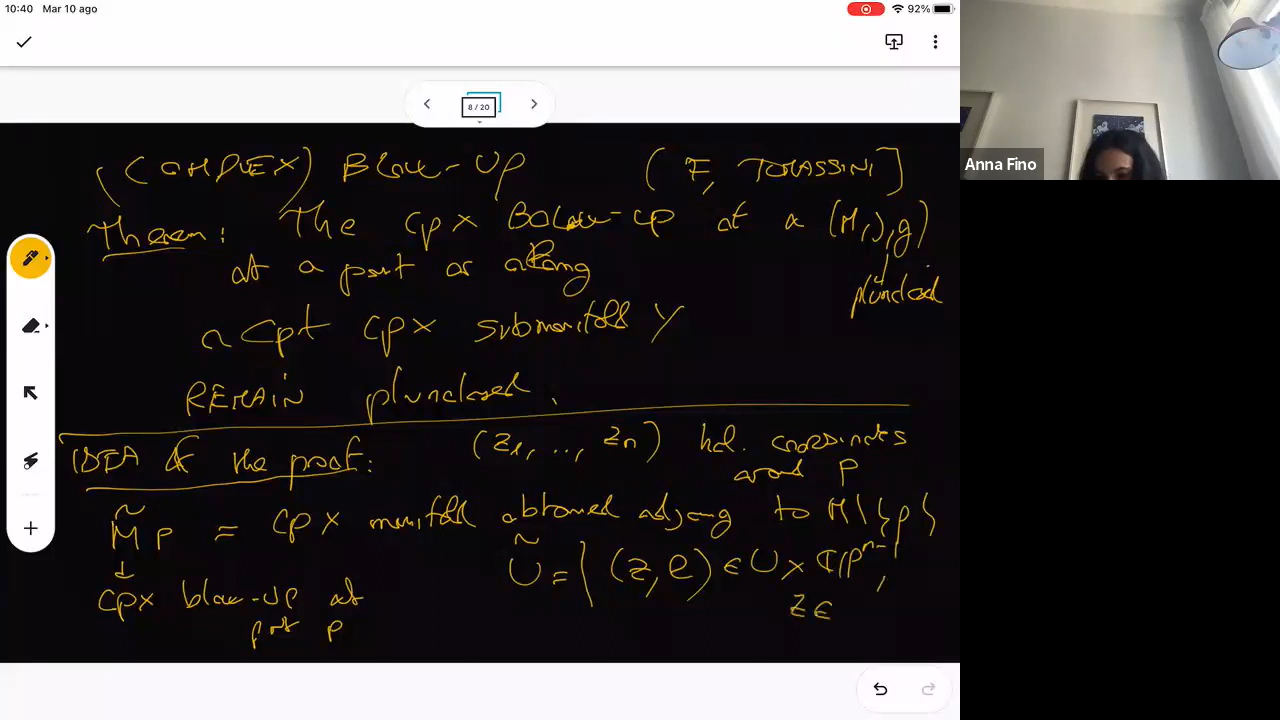 10:40 Mar 10 ago
92%
8 / 20
Anna Fino
(COMPLEX) BLOW-UP (F, TOMASSINI]
Theorem: The cpx BLOW-UP at a (M,J,g)
at a point or along
pluriclosed
a cpt cpx submanifold Y
REMAIN pluriclosed.
IDEA of the proof: (z1, .., zn) hol. coordinates
around p
M̃p = cpx manifold obtained adjoing to M\{p}
Ũ = { (z, l) ∈ U x CP^n-1,
z ∈
cpx blow-up at
point p